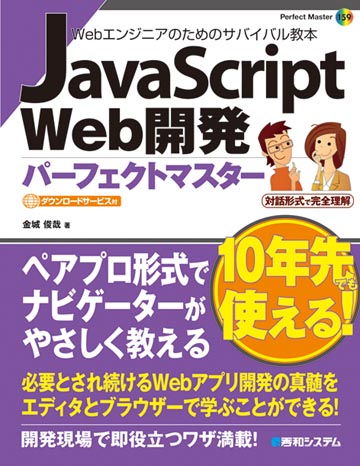 Perfect Master 159
Webエンジニアのためのサバイバル教本
JavaScript
Web開発
パーフェクトマスター
ダウンロードサービス付
対話形式で完全理解
金城 俊哉 著
ペアプロ形式で
ナビゲーターが
やさしく教える
10年先でも
使える!
必要とされ続けるWebアプリ開発の真髄を
エディタとブラウザーで学ぶことができる!
開発現場で即役立つワザ満載!
秀和システム